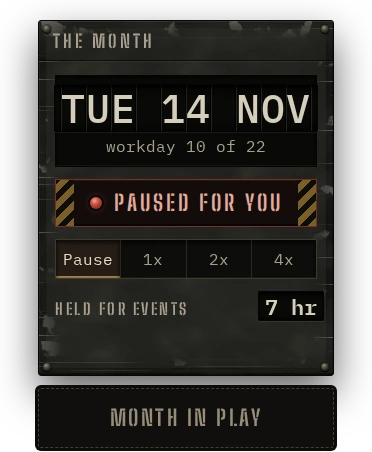 THE MONTH
TUE 14 NOV
workday 10 of 22
PAUSED FOR YOU
Pause 1x 2x 4x
HELD FOR EVENTS 7 hr
MONTH IN PLAY